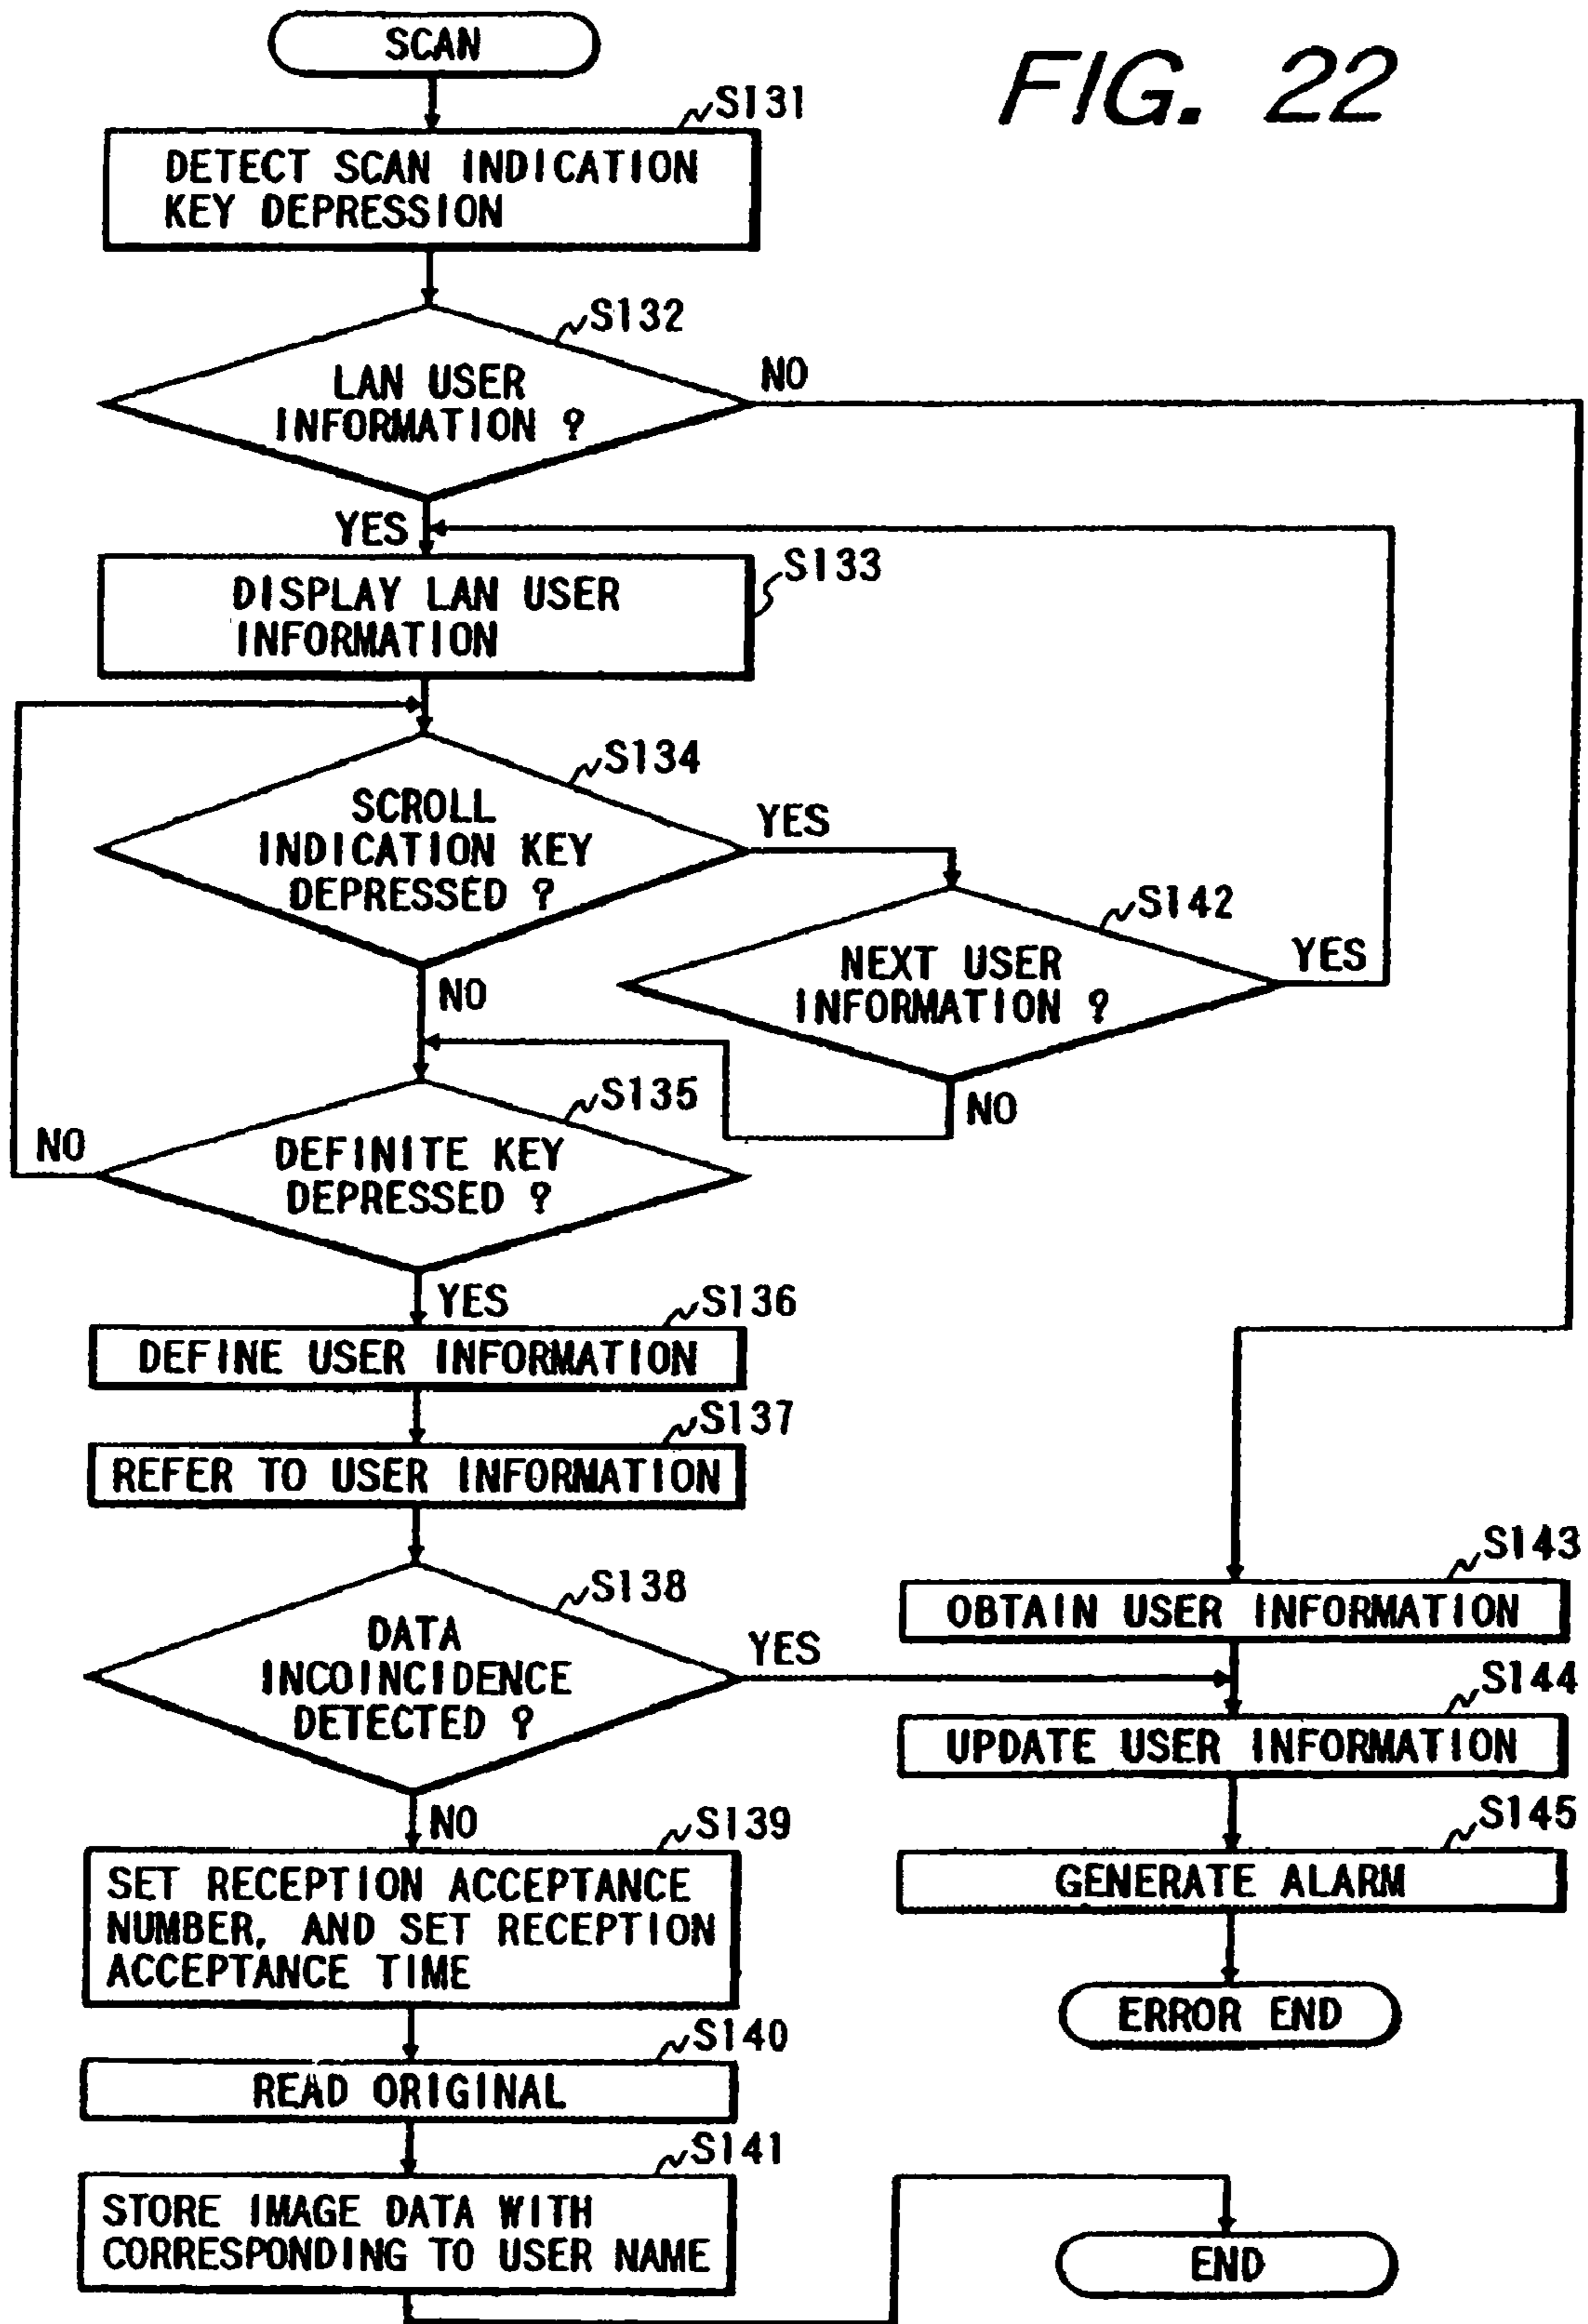 SCAN
FIG. 22
S131
DETECT SCAN INDICATION
KEY DEPRESSION
S132
LAN USER
INFORMATION ?
NO
YES
S133
DISPLAY LAN USER
INFORMATION
S134
SCROLL
INDICATION KEY
DEPRESSED ?
YES
NO
S142
NEXT USER
INFORMATION ?
YES
NO
S135
DEFINITE KEY
DEPRESSED ?
NO
YES
S136
DEFINE USER INFORMATION
S137
REFER TO USER INFORMATION
S138
DATA
INCOINCIDENCE
DETECTED ?
YES
NO
S143
OBTAIN USER INFORMATION
S144
UPDATE USER INFORMATION
S145
GENERATE ALARM
ERROR END
S139
SET RECEPTION ACCEPTANCE
NUMBER, AND SET RECEPTION
ACCEPTANCE TIME
S140
READ ORIGINAL
S141
STORE IMAGE DATA WITH
CORRESPONDING TO USER NAME
END